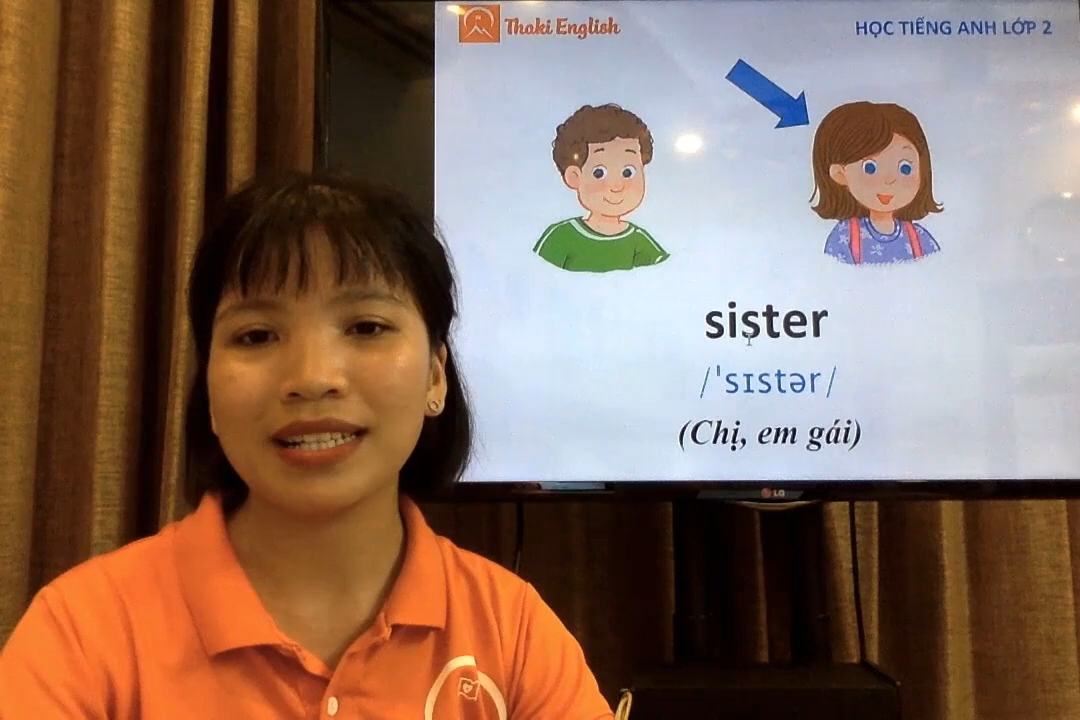 Thaki English
HỌC TIẾNG ANH LỚP 2
sister
/ˈsɪstər/
(Chị, em gái)
LG